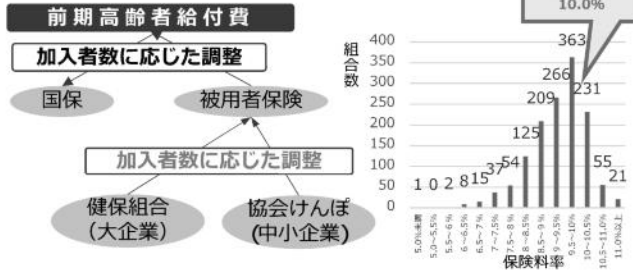 前期高齢者給付費
加入者数に応じた調整
国保
被用者保険
加入者数に応じた調整
健保組合
(大企業)
協会けんぽ
(中小企業)
10.0%
組合数
400
350
300
250
200
150
100
50
0
1
0
2
8
15
37
54
125
209
266
363
231
55
21
5.0%未満
5.0~5.5%
5.5~6 %
6~6.5%
6.5~7 %
7~7.5%
7.5~8 %
8~8.5%
8.5~9 %
9 ~9.5%
9.5~10%
10~10.5%
10.5~11.0%
11.0%以上
保険料率